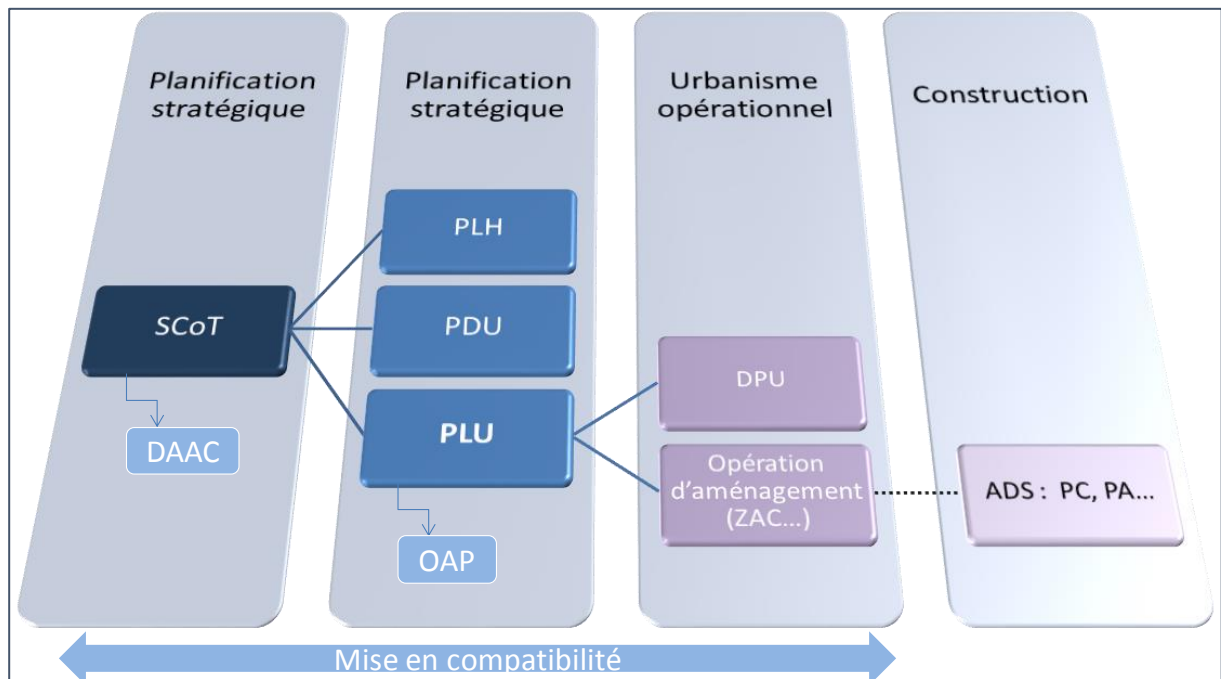 Planification
stratégique
SCoT
DAAC
Planification
stratégique
PLH
PDU
PLU
OAP
Urbanisme
opérationnel
DPU
Opération
d'aménagement
(ZAC...)
Construction
ADS : PC, PA...
Mise en compatibilité